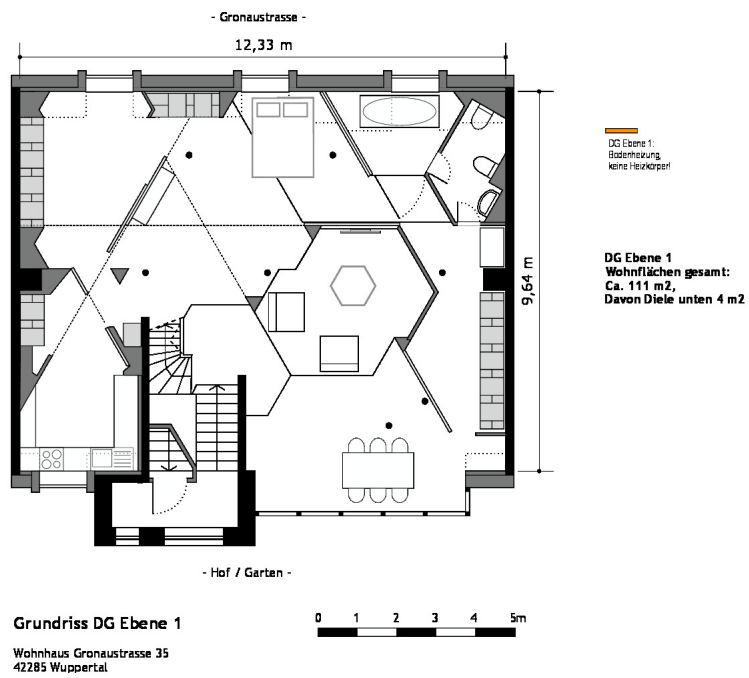 - Gronaustrasse -
12,33 m
DG Ebene 1:
Bodenheizung,
keine Heizkörper!
DG Ebene 1
Wohnflächen gesamt:
Ca. 111 m2,
Davon Diele unten 4 m2
9,64 m
- Hof / Garten -
Grundriss DG Ebene 1
0 1 2 3 4 5m
Wohnhaus Gronaustrasse 35
42285 Wuppertal